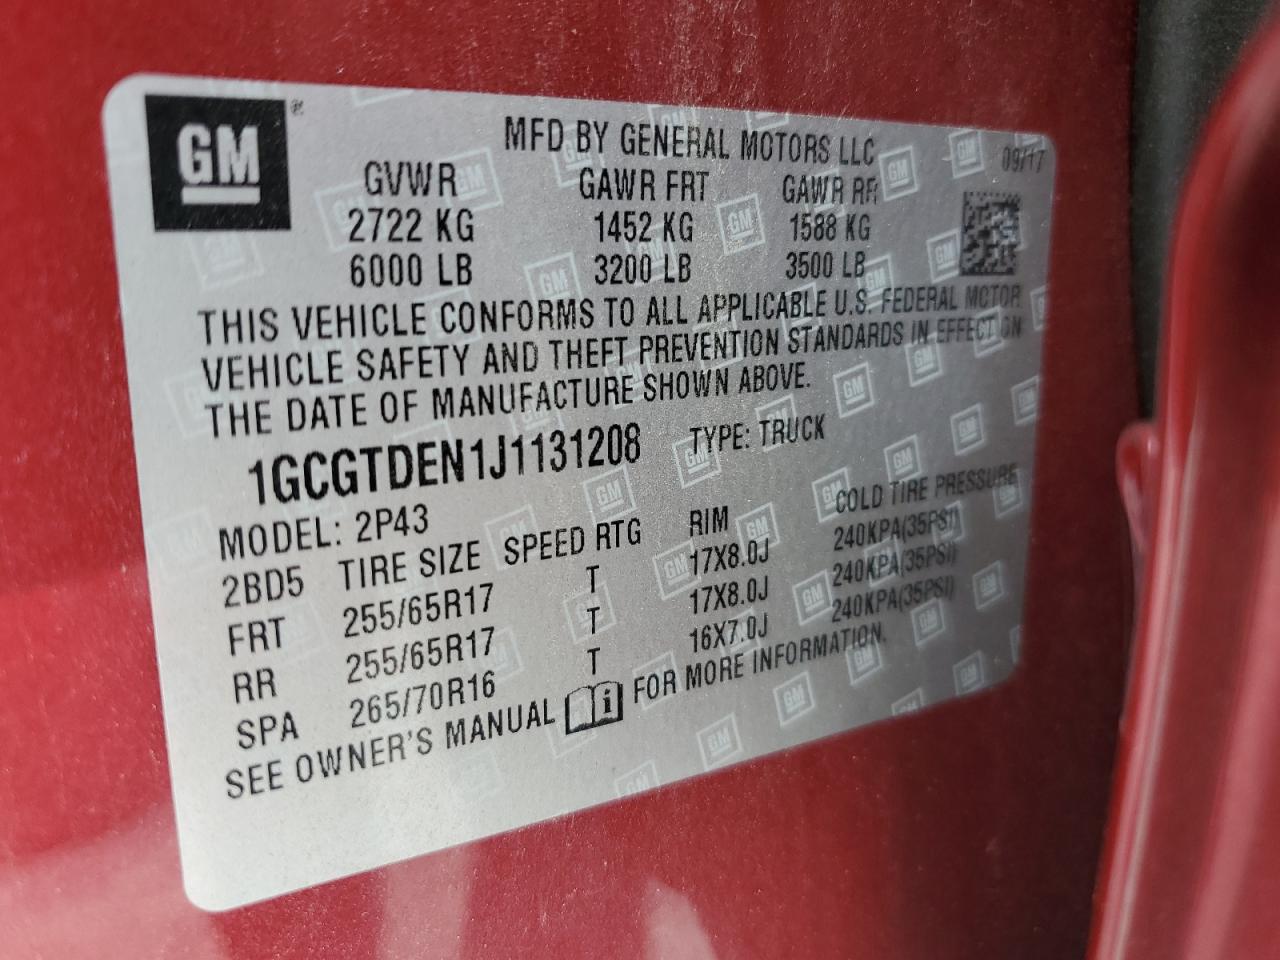 GM ®
MFD BY GENERAL MOTORS LLC
09/17
GVWR GAWR FRT GAWR RR
2722 KG 1452 KG 1588 KG
6000 LB 3200 LB 3500 LB
THIS VEHICLE CONFORMS TO ALL APPLICABLE U.S. FEDERAL MOTOR
VEHICLE SAFETY AND THEFT PREVENTION STANDARDS IN EFFECT ON
THE DATE OF MANUFACTURE SHOWN ABOVE.
1GCGTDEN1J1131208 TYPE: TRUCK
MODEL: 2P43
2BD5 TIRE SIZE SPEED RTG RIM COLD TIRE PRESSURE
FRT 255/65R17 T 17X8.0J 240KPA(35PSI)
RR 255/65R17 T 17X8.0J 240KPA(35PSI)
SPA 265/70R16 T 16X7.0J 240KPA(35PSI)
SEE OWNER'S MANUAL i FOR MORE INFORMATION.